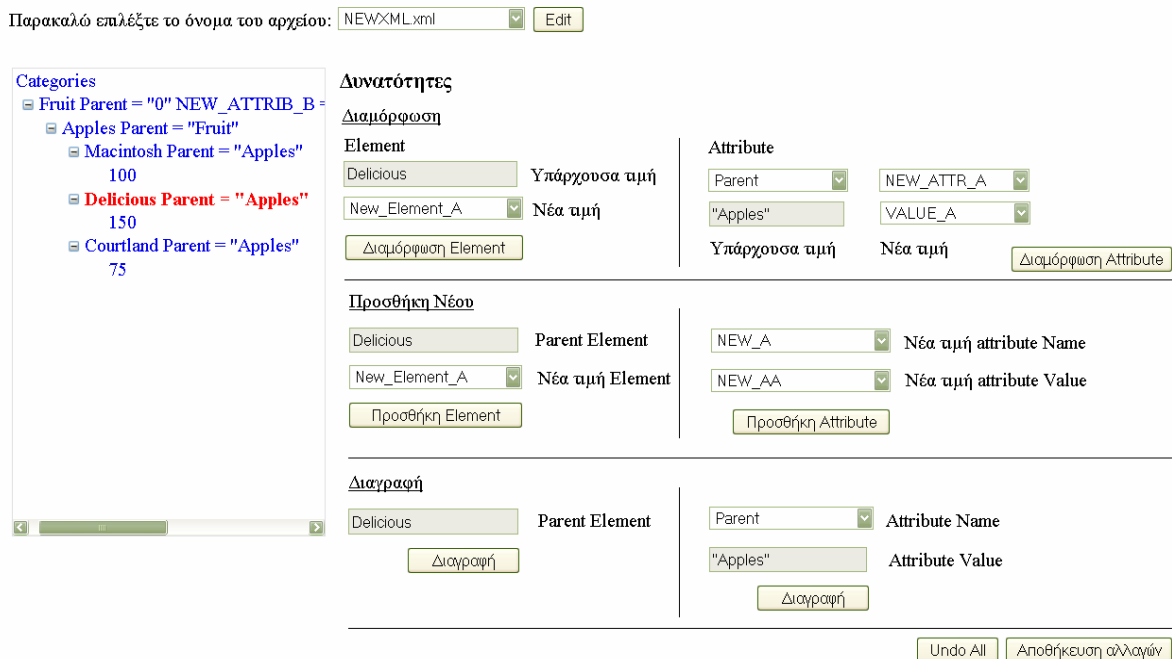 Παρακαλώ επιλέξτε το όνομα του αρχείου: NEWXML.xml Edit
Categories
Fruit Parent = "0" NEW_ATTRIB_B =
Apples Parent = "Fruit"
Macintosh Parent = "Apples"
100
Delicious Parent = "Apples"
150
Courtland Parent = "Apples"
75
Δυνατότητες
Διαμόρφωση
Element
Delicious Υπάρχουσα τιμή
New_Element_A Νέα τιμή
Διαμόρφωση Element
Attribute
Parent NEW_ATTR_A
"Apples" VALUE_A
Υπάρχουσα τιμή Νέα τιμή
Διαμόρφωση Attribute
Προσθήκη Νέου
Delicious Parent Element
New_Element_A Νέα τιμή Element
Προσθήκη Element
NEW_A Νέα τιμή attribute Name
NEW_AA Νέα τιμή attribute Value
Προσθήκη Attribute
Διαγραφή
Delicious Parent Element
Διαγραφή
Parent Attribute Name
"Apples" Attribute Value
Διαγραφή
Undo All Αποθήκευση αλλαγών